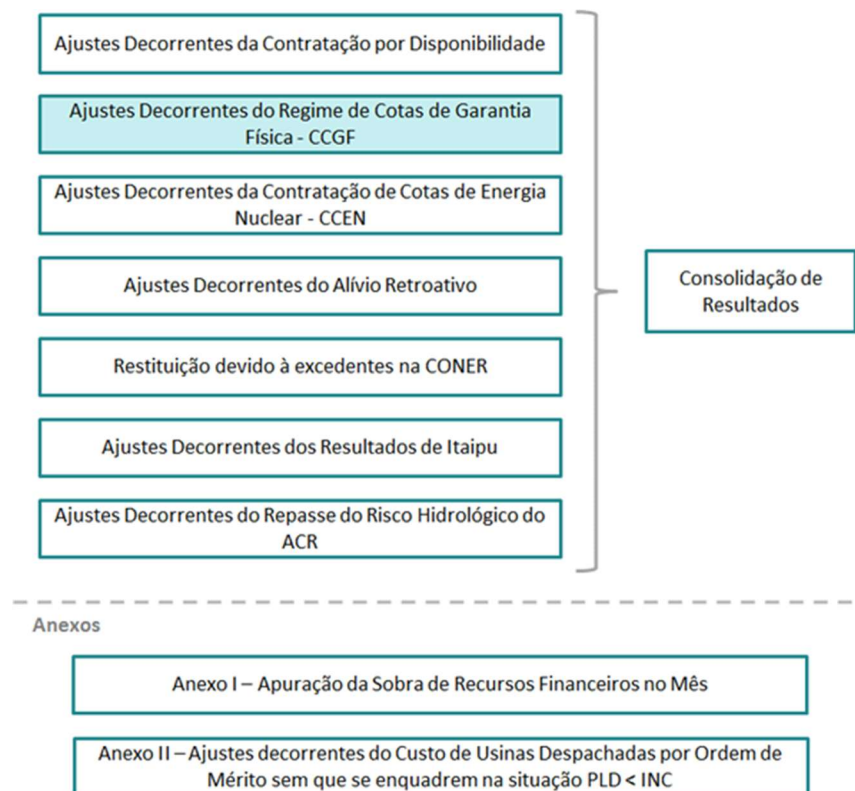 Ajustes Decorrentes da Contratação por Disponibilidade
Ajustes Decorrentes do Regime de Cotas de Garantia
Física - CCGF
Ajustes Decorrentes da Contratação de Cotas de Energia
Nuclear - CCEN
Ajustes Decorrentes do Alívio Retroativo
Restituição devido à excedentes na CONER
Ajustes Decorrentes dos Resultados de Itaipu
Ajustes Decorrentes do Repasse do Risco Hidrológico do
ACR
Consolidação de
Resultados
Anexos
Anexo I – Apuração da Sobra de Recursos Financeiros no Mês
Anexo II – Ajustes decorrentes do Custo de Usinas Despachadas por Ordem de
Mérito sem que se enquadrem na situação PLD < INC